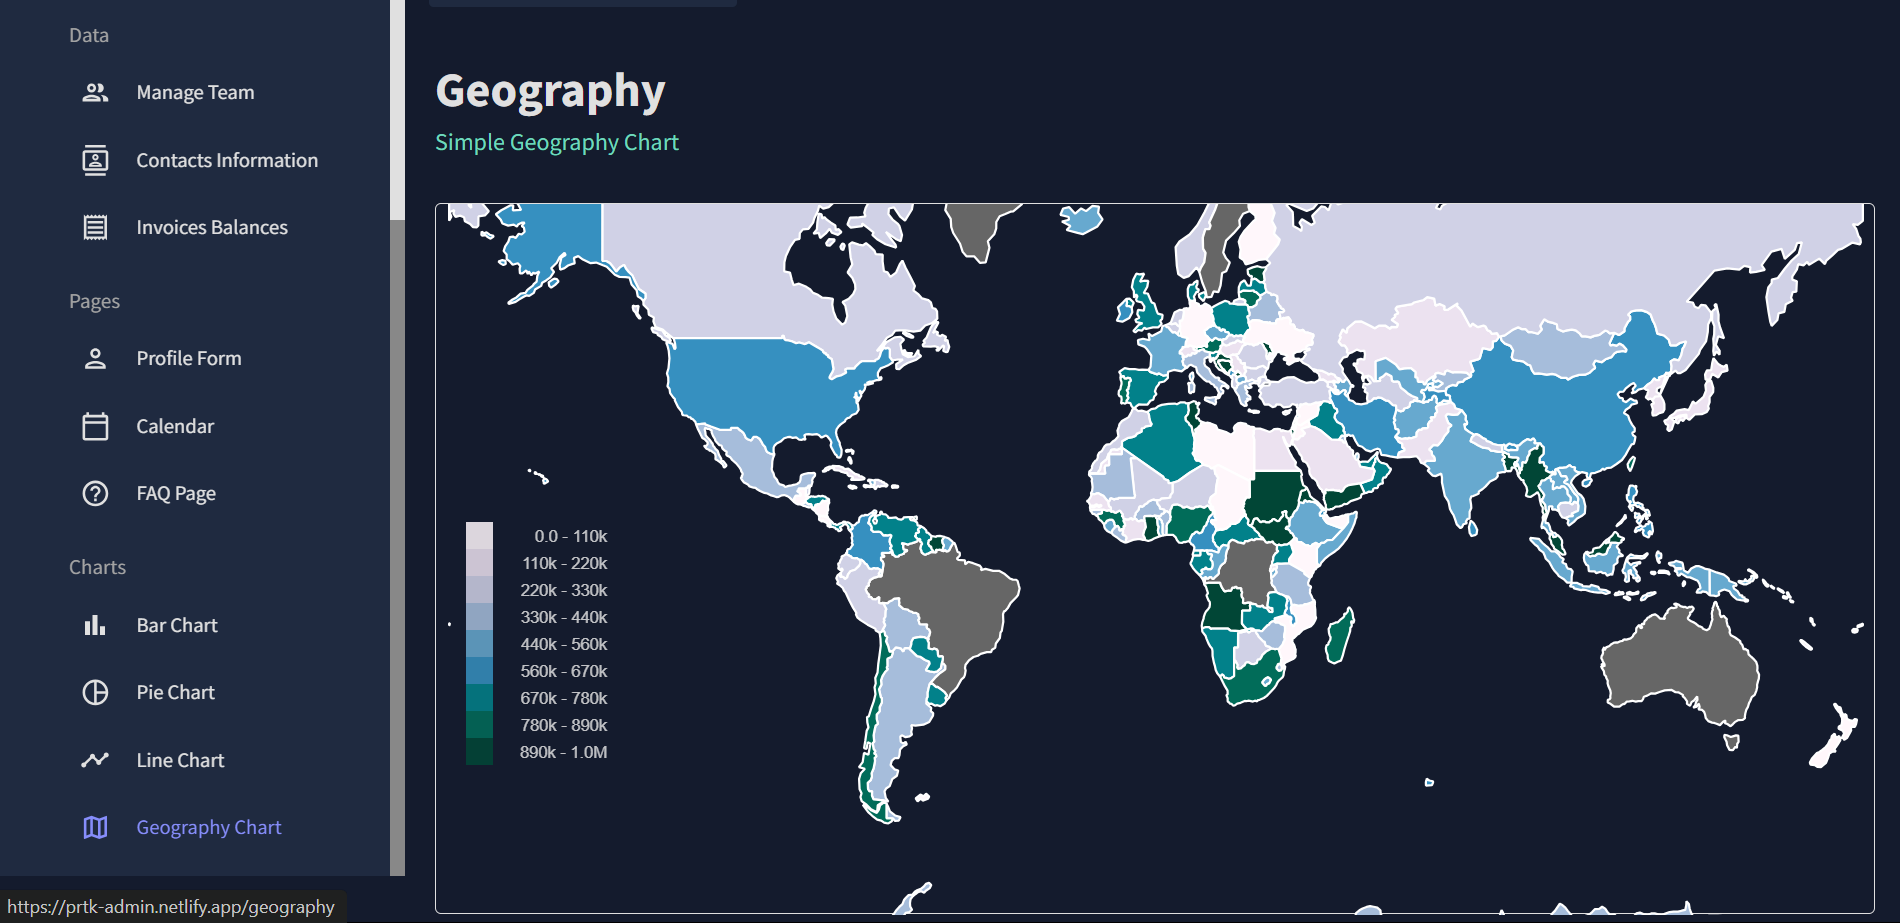 Data
Manage Team
Contacts Information
Invoices Balances
Pages
Profile Form
Calendar
FAQ Page
Charts
Bar Chart
Pie Chart
Line Chart
Geography Chart
https://prtk-admin.netlify.app/geography
Geography
Simple Geography Chart
0.0 - 110k
110k - 220k
220k - 330k
330k - 440k
440k - 560k
560k - 670k
670k - 780k
780k - 890k
890k - 1.0M